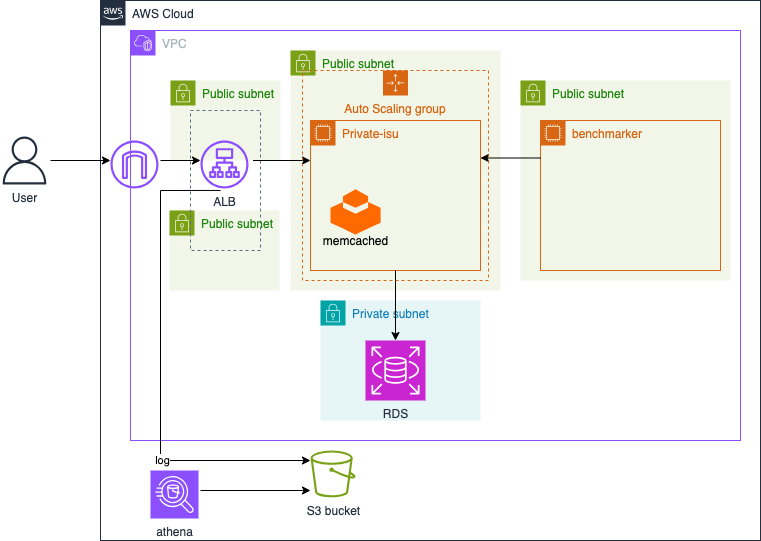 aws
AWS Cloud
VPC
Public subnet
Public subnet
Public subnet
Auto Scaling group
Private-isu
benchmarker
User
ALB
Public subnet
memcached
Private subnet
RDS
log
S3 bucket
athena